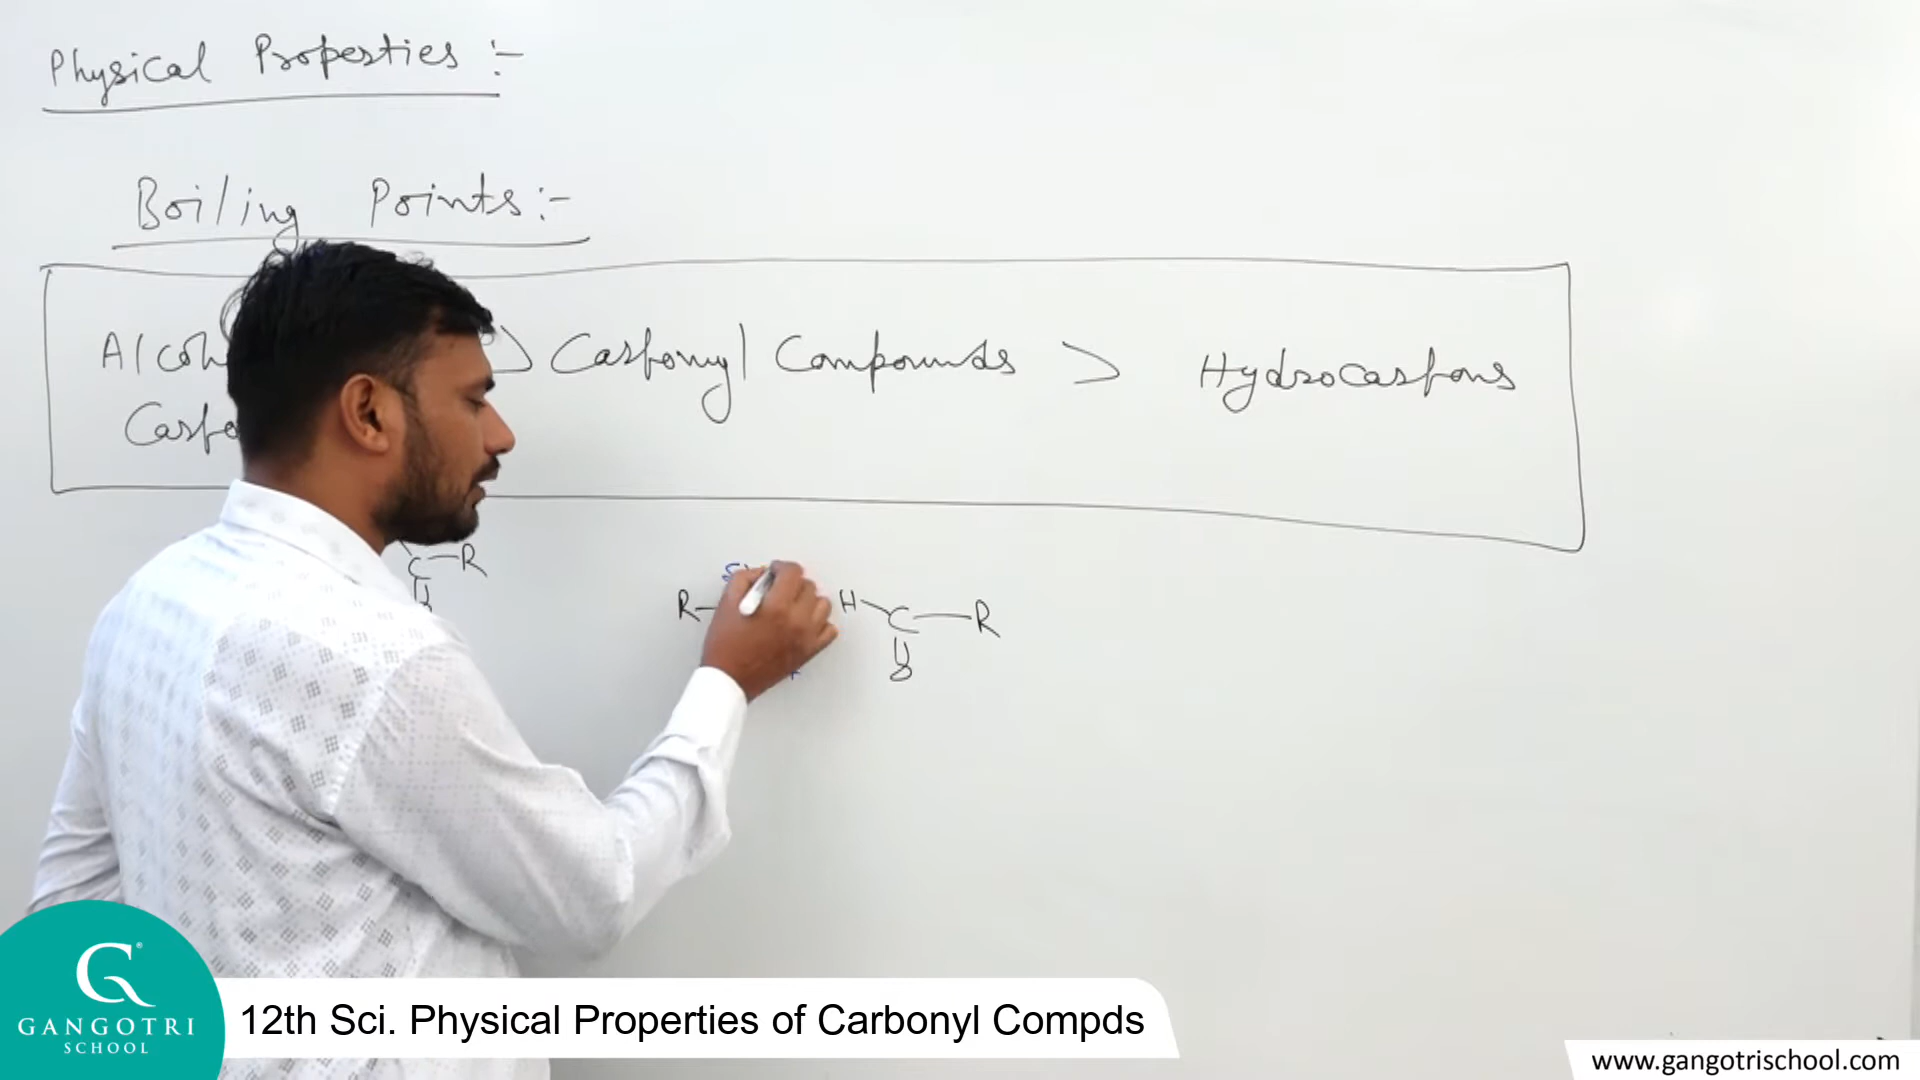 Physical Properties :-
Boiling Points :-
> Carbonyl Compounds > Hydrocarbons
C-R
R- H C R
GANGOTRI
SCHOOL
12th Sci. Physical Properties of Carbonyl Compds
www.gangotrischool.com